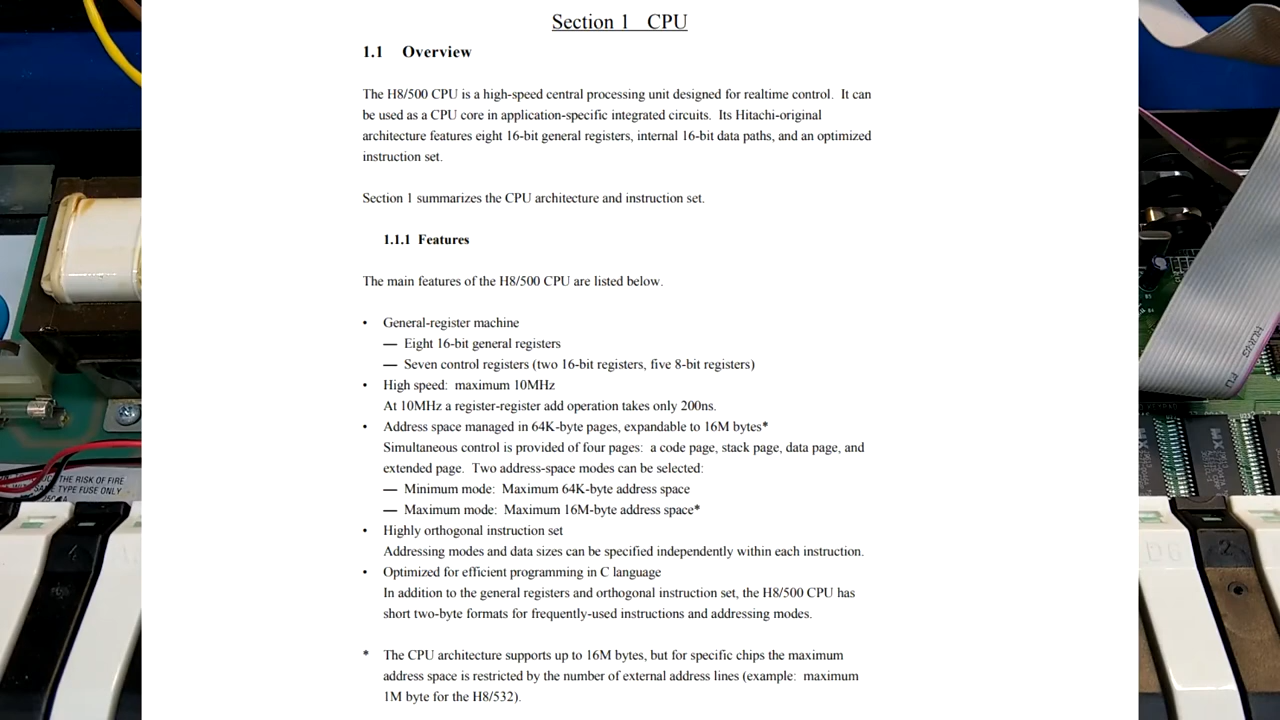 Section 1 CPU
1.1 Overview
The H8/500 CPU is a high-speed central processing unit designed for realtime control. It can
be used as a CPU core in application-specific integrated circuits. Its Hitachi-original
architecture features eight 16-bit general registers, internal 16-bit data paths, and an optimized
instruction set.
Section 1 summarizes the CPU architecture and instruction set.
1.1.1 Features
The main features of the H8/500 CPU are listed below.
• General-register machine
— Eight 16-bit general registers
— Seven control registers (two 16-bit registers, five 8-bit registers)
• High speed: maximum 10MHz
At 10MHz a register-register add operation takes only 200ns.
• Address space managed in 64K-byte pages, expandable to 16M bytes*
Simultaneous control is provided of four pages: a code page, stack page, data page, and
extended page. Two address-space modes can be selected:
— Minimum mode: Maximum 64K-byte address space
— Maximum mode: Maximum 16M-byte address space*
• Highly orthogonal instruction set
Addressing modes and data sizes can be specified independently within each instruction.
• Optimized for efficient programming in C language
In addition to the general registers and orthogonal instruction set, the H8/500 CPU has
short two-byte formats for frequently-used instructions and addressing modes.
* The CPU architecture supports up to 16M bytes, but for specific chips the maximum
address space is restricted by the number of external address lines (example: maximum
1M byte for the H8/532).
THE RISK OF FIRE
TYPE FUSE ONLY